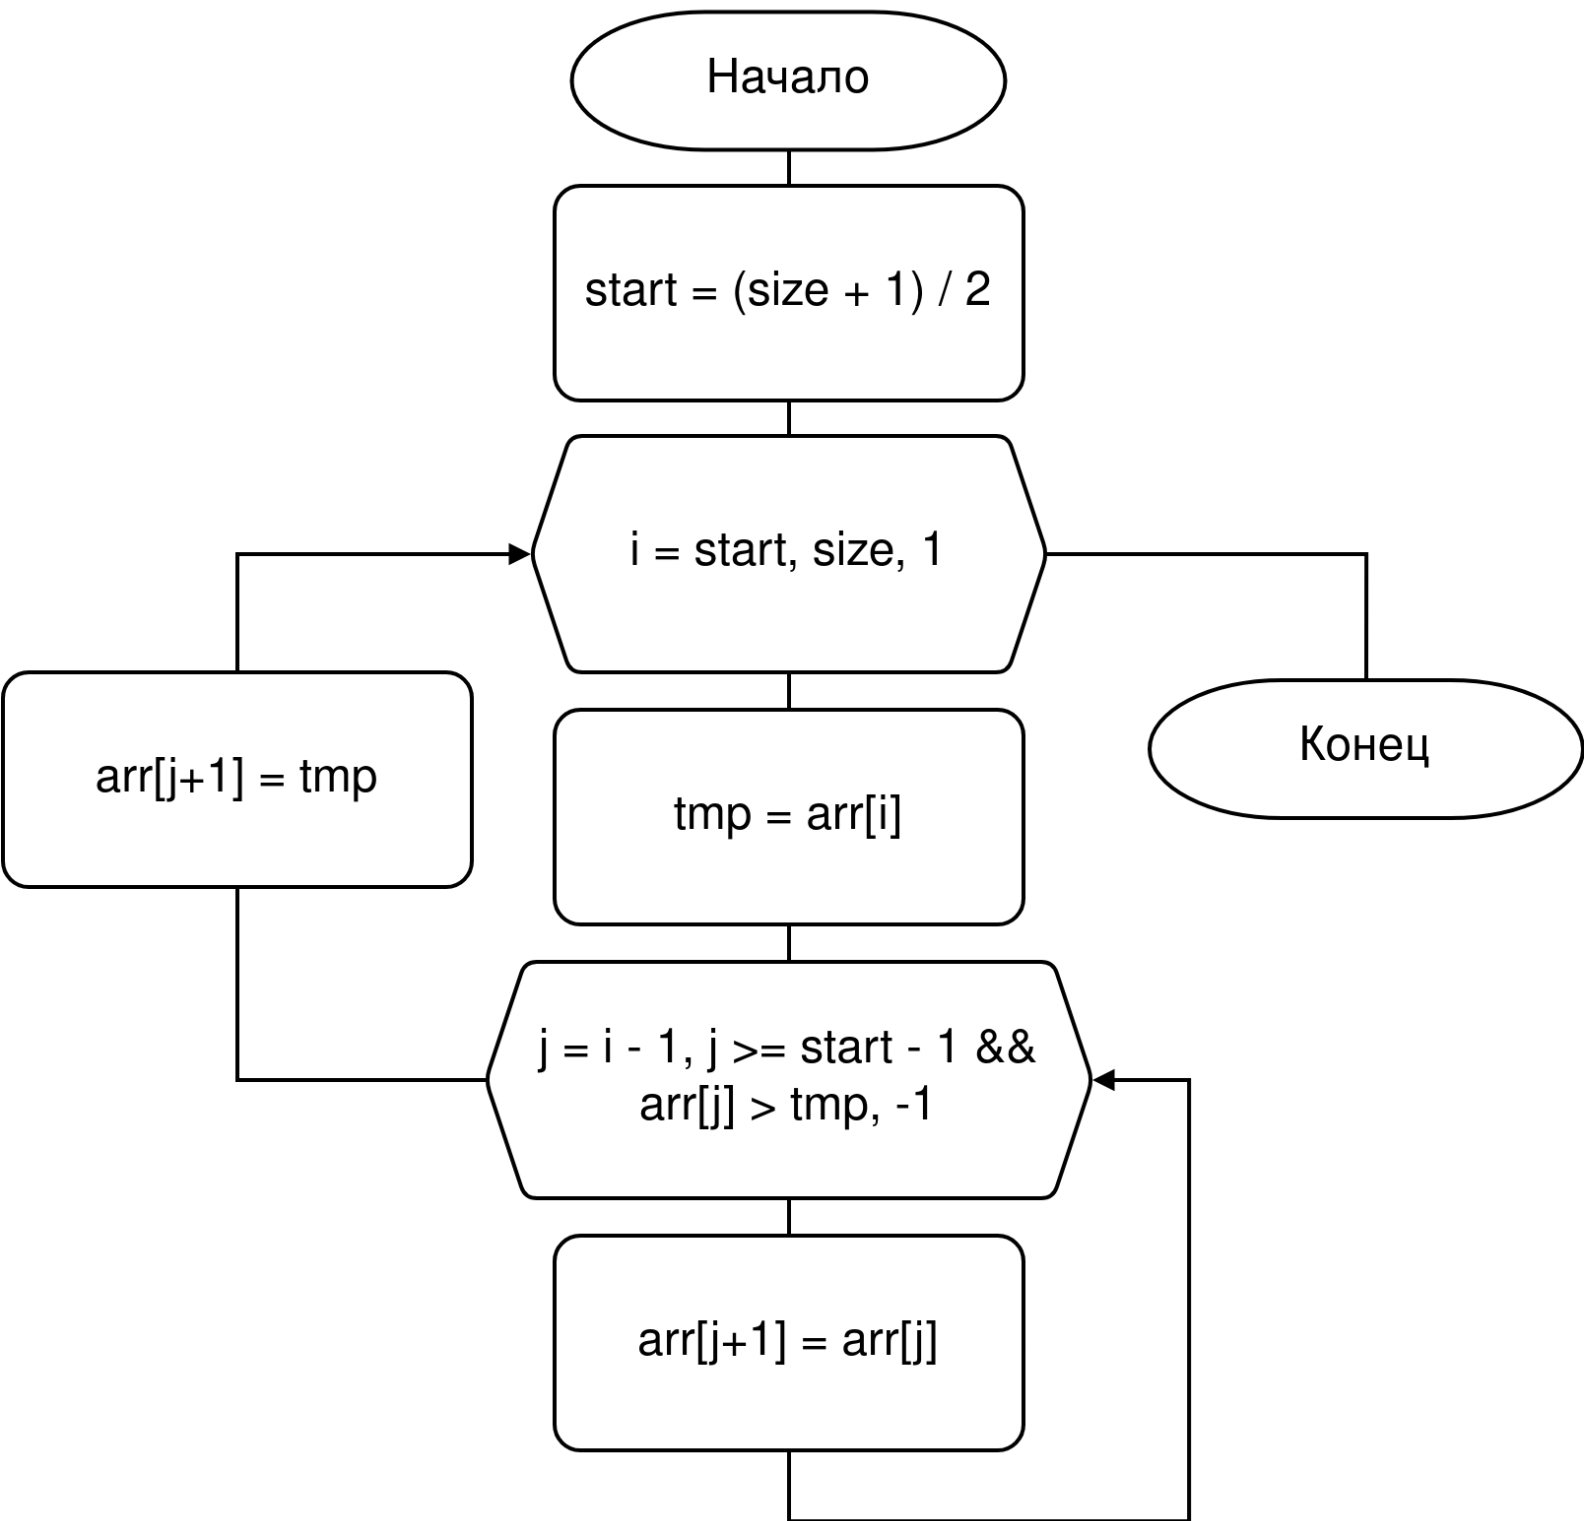 Начало
start = (size + 1) / 2
i = start, size, 1
arr[j+1] = tmp
Конец
tmp = arr[i]
j = i - 1, j >= start - 1 &&
arr[j] > tmp, -1
arr[j+1] = arr[j]